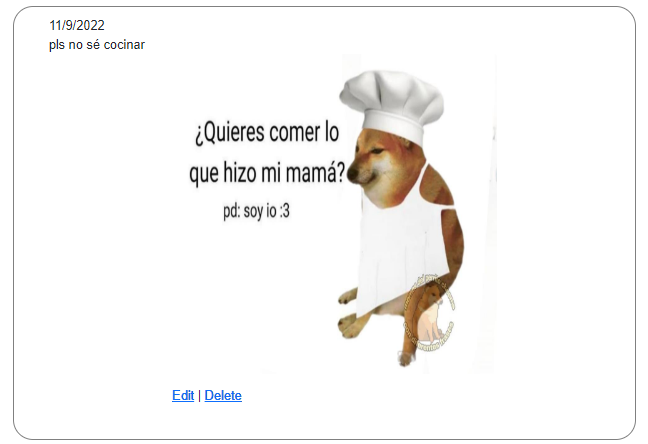 11/9/2022
pls no sé cocinar
¿Quieres comer lo
que hizo mi mamá?
pd: soy io :3
Edit | Delete